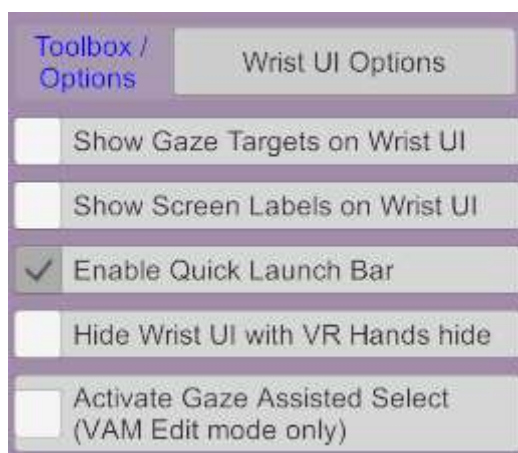 Toolbox /
Options
Wrist UI Options
Show Gaze Targets on Wrist UI
Show Screen Labels on Wrist UI
Enable Quick Launch Bar
Hide Wrist UI with VR Hands hide
Activate Gaze Assisted Select
(VAM Edit mode only)